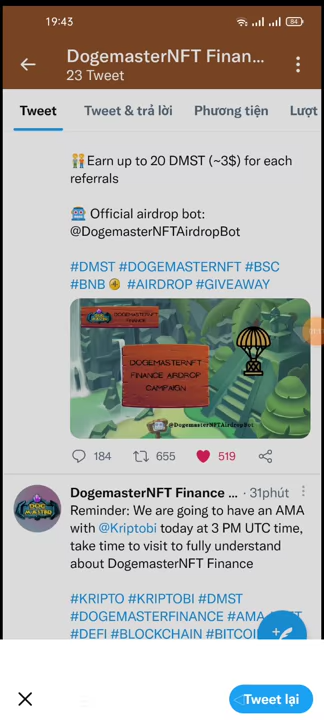 19:43
84
DogemasterNFT Finan...
23 Tweet
Tweet
Tweet & trả lời
Phương tiện
Lượt
Earn up to 20 DMST (~3$) for each
referrals
Official airdrop bot:
@DogemasterNFTAirdropBot
#DMST #DOGEMASTERNFT #BSC
#BNB #AIRDROP #GIVEAWAY
DOGEMASTERNFT
FINANCE
DOGEMASTERNFT
FINANCE AIRDROP
CAMPAIGN
@DogemasterNFTAirdropBot
184
655
519
DogemasterNFT Finance ... · 31phút
Reminder: We are going to have an AMA
with @Kriptobi today at 3 PM UTC time,
take time to visit to fully understand
about DogemasterNFT Finance
#KRIPTO #KRIPTOBI #DMST
#DOGEMASTERFINANCE #AMA
#DEFI #BLOCKCHAIN #BITCOI
Tweet lại